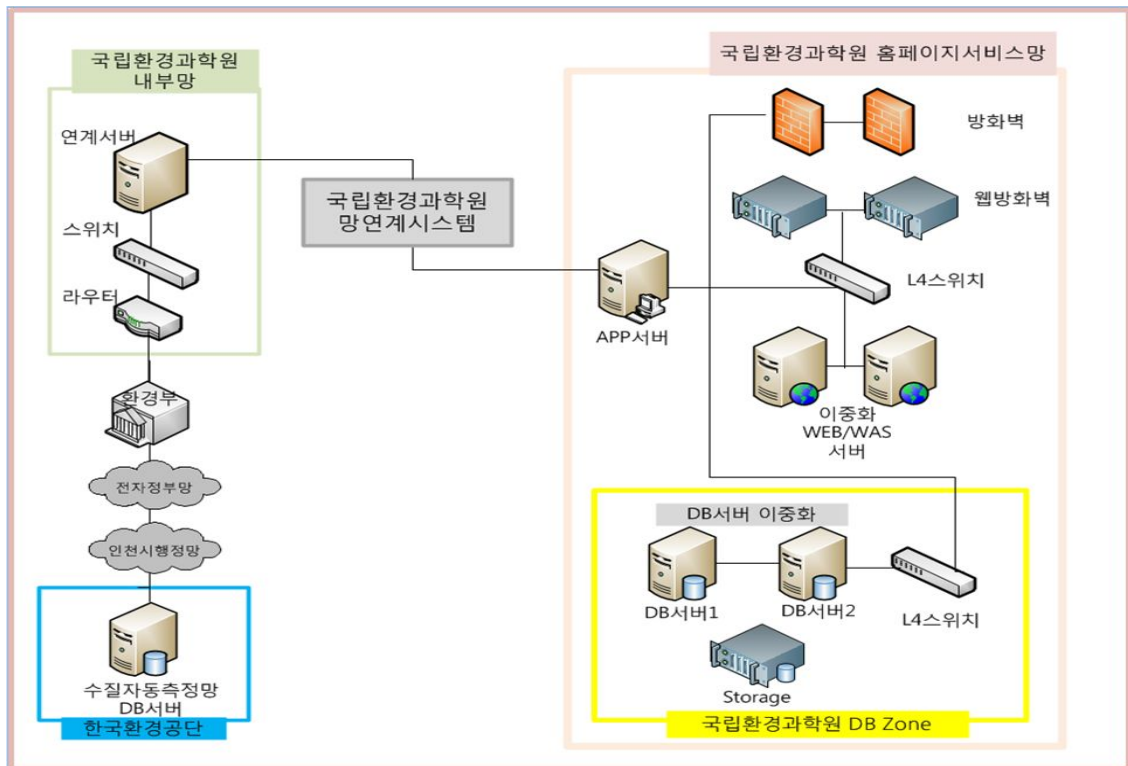 국립환경과학원
내부망
연계서버
스위치
라우터
환경부
전자정부망
인천시행정망
수질자동측정망
DB서버
한국환경공단
국립환경과학원
망연계시스템
국립환경과학원 홈페이지서비스망
방화벽
웹방화벽
L4스위치
APP서버
이중화
WEB/WAS
서버
DB서버 이중화
DB서버1
DB서버2
L4스위치
Storage
국립환경과학원 DB Zone